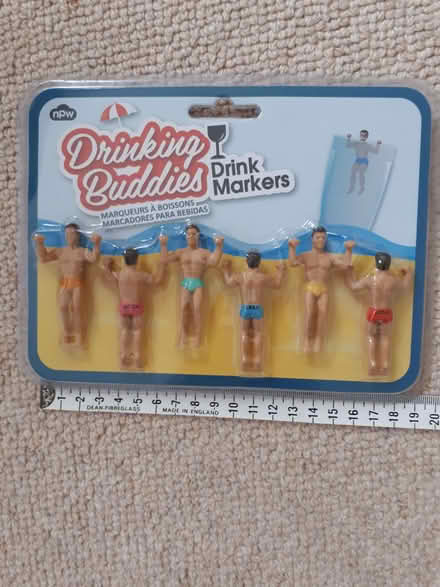 npw
Drinking
Buddies
Drink
Markers
MARQUEURS À BOISSONS
MARCADORES PARA BEBIDAS
1 2 3 4 5 6 7 8 9 10 11 12 13 14 15 16 17 18 19 20
DEAN FIBREGLASS MADE IN ENGLAND